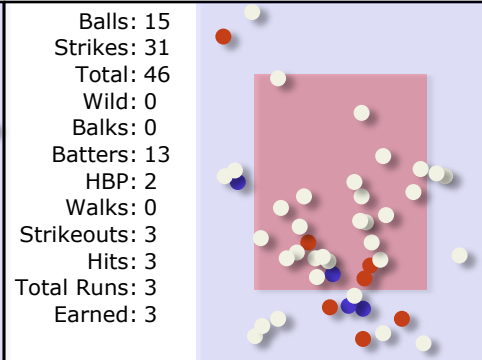 Balls: 15
Strikes: 31
Total: 46
Wild: 0
Balks: 0
Batters: 13
HBP: 2
Walks: 0
Strikeouts: 3
Hits: 3
Total Runs: 3
Earned: 3